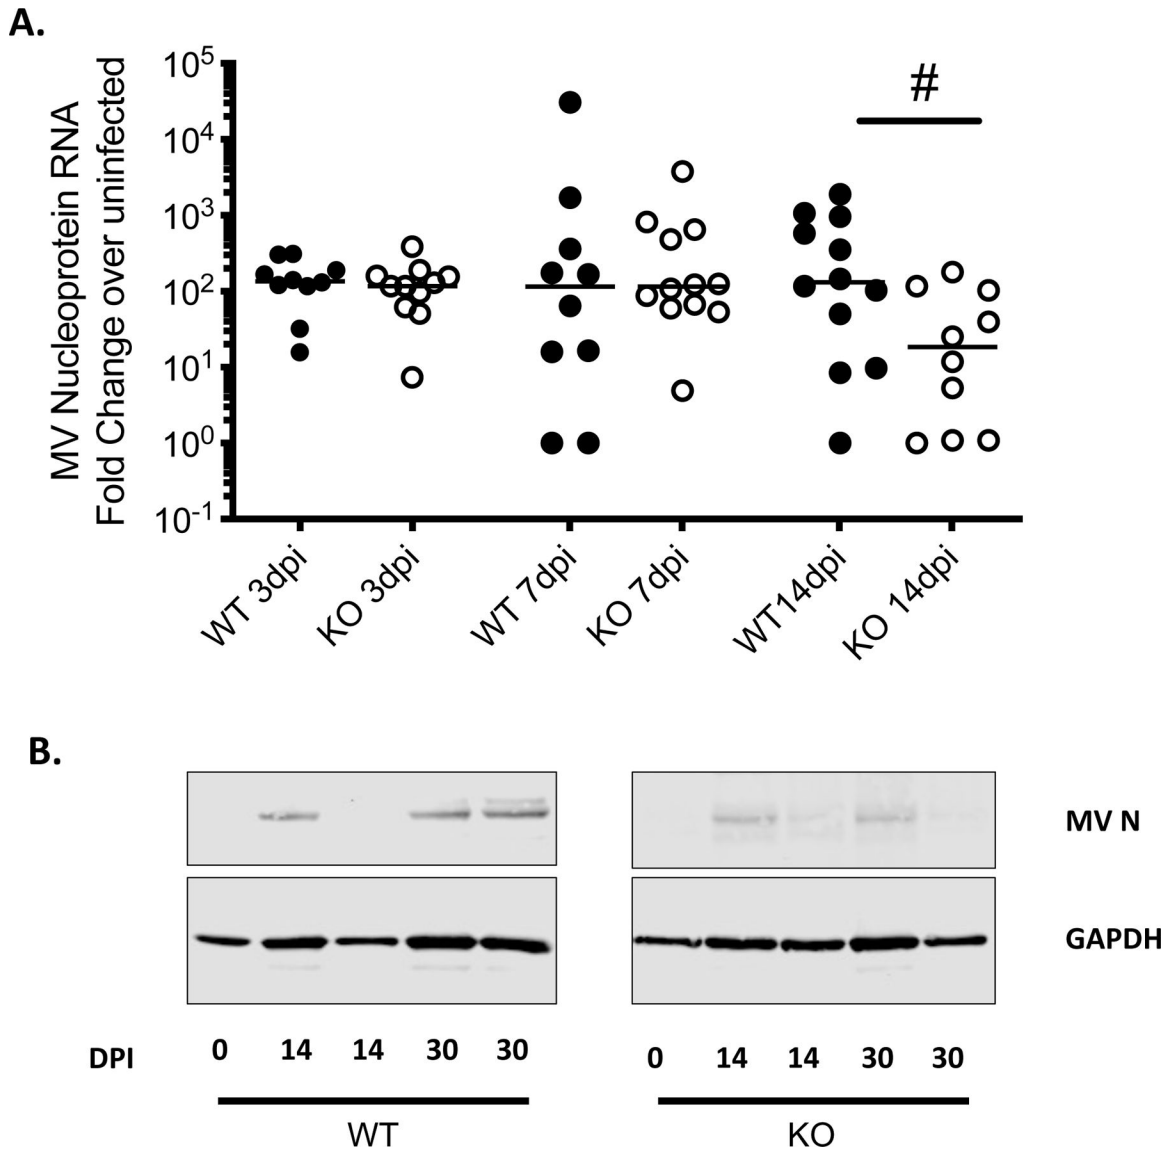 A.
MV Nucleoprotein RNA
Fold Change over uninfected
10^5
10^4
10^3
10^2
10^1
10^0
10^-1
#
WT 3dpi
KO 3dpi
WT 7dpi
KO 7dpi
WT14dpi
KO 14dpi
B.
MV N
GAPDH
DPI
0 14 14 30 30
0 14 14 30 30
WT
KO